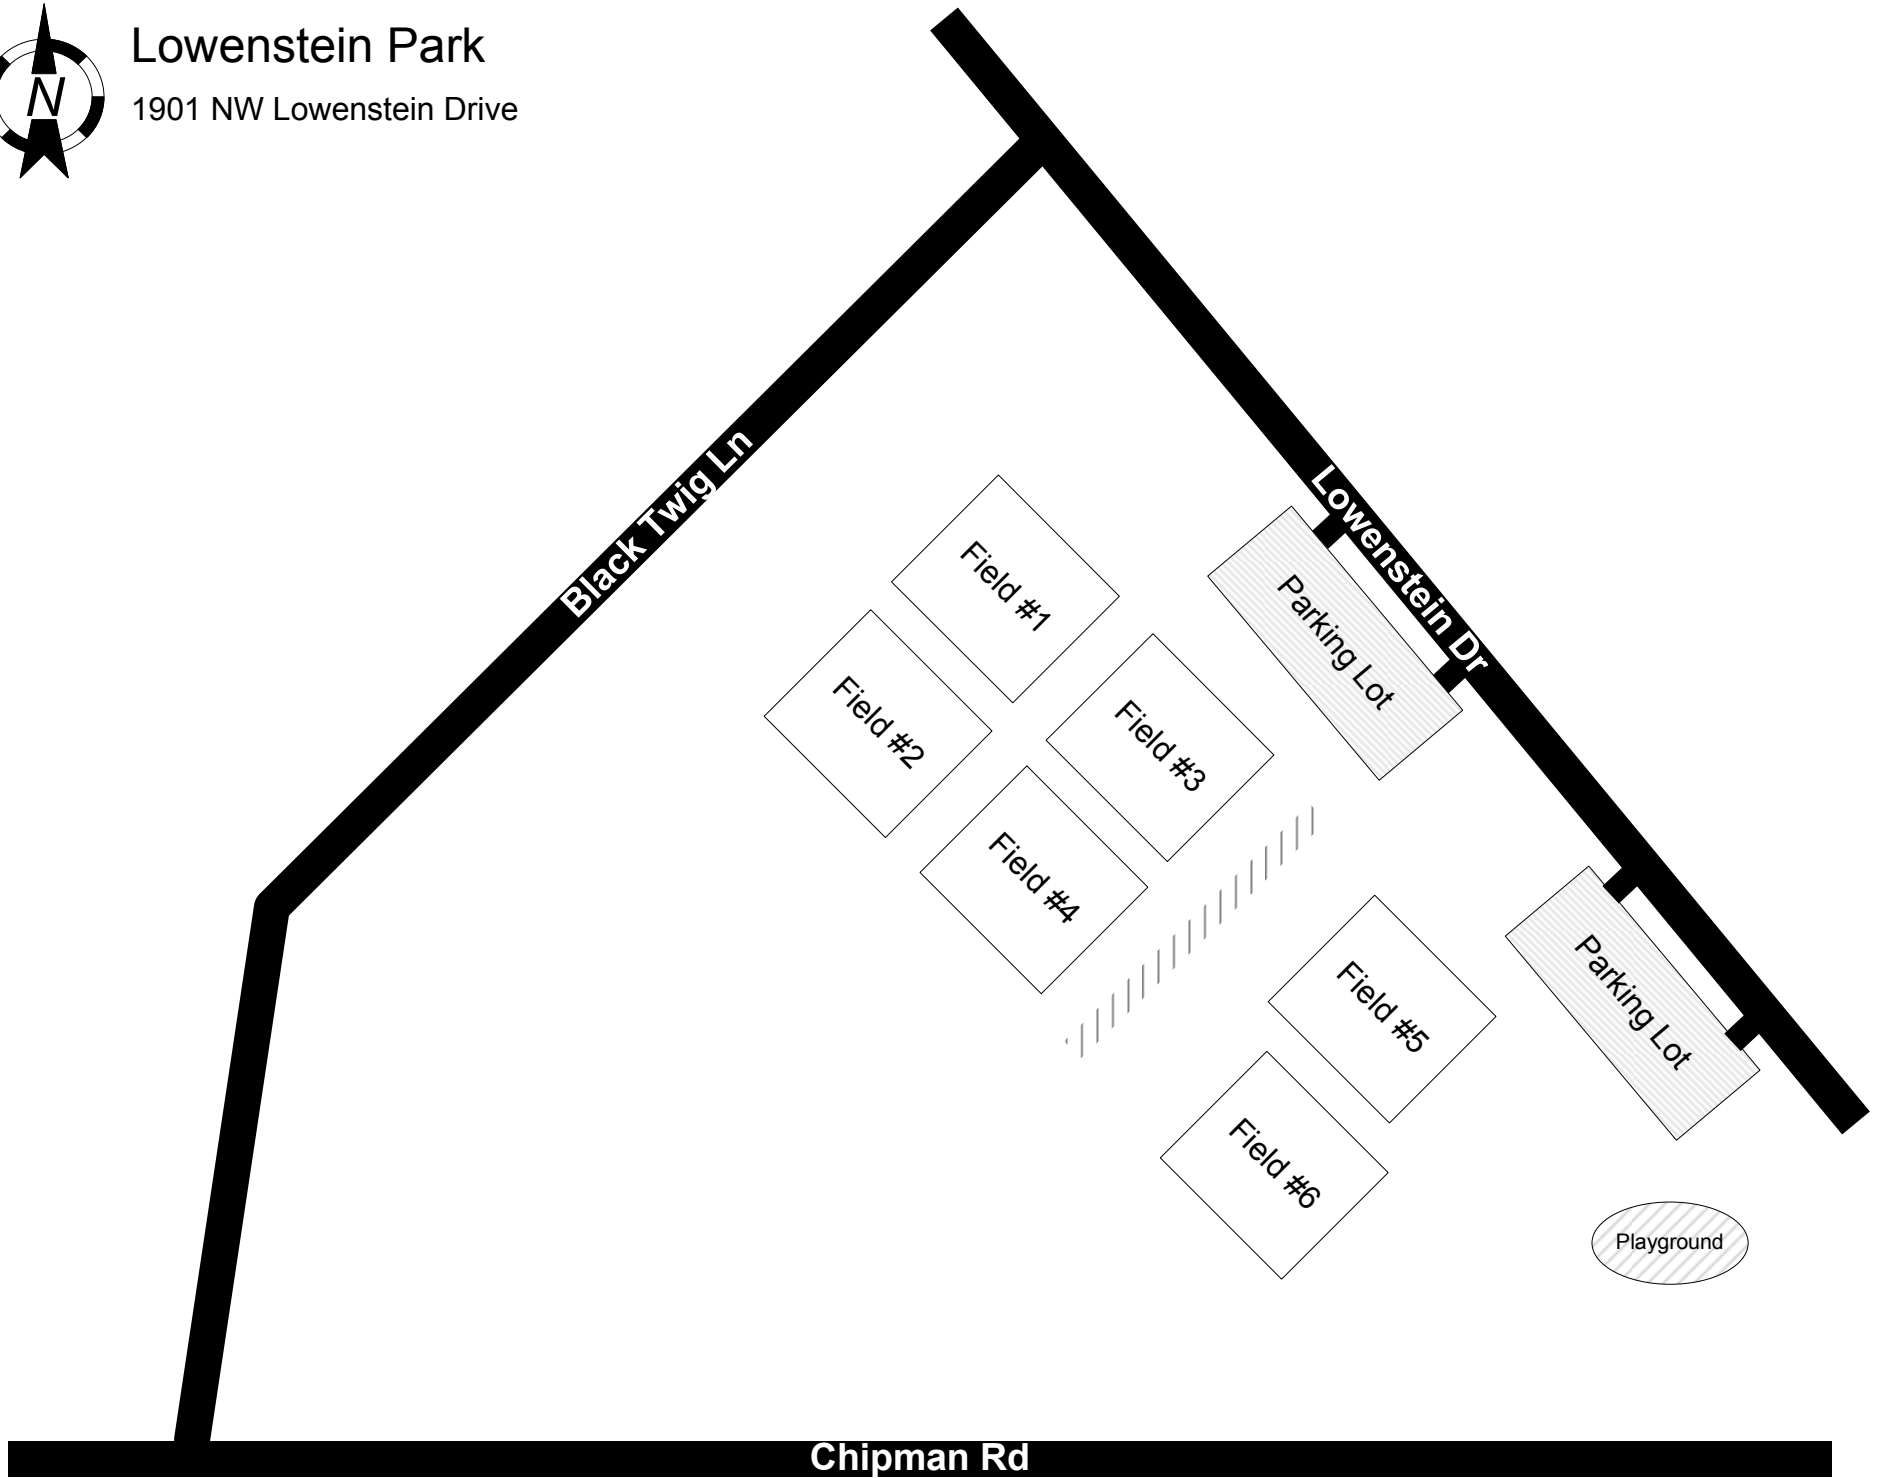 N
Lowenstein Park
1901 NW Lowenstein Drive
Black Twig Ln
Lowenstein Dr
Field #1
Parking Lot
Field #2
Field #3
Field #4
Field #5
Parking Lot
Field #6
Playground
Chipman Rd